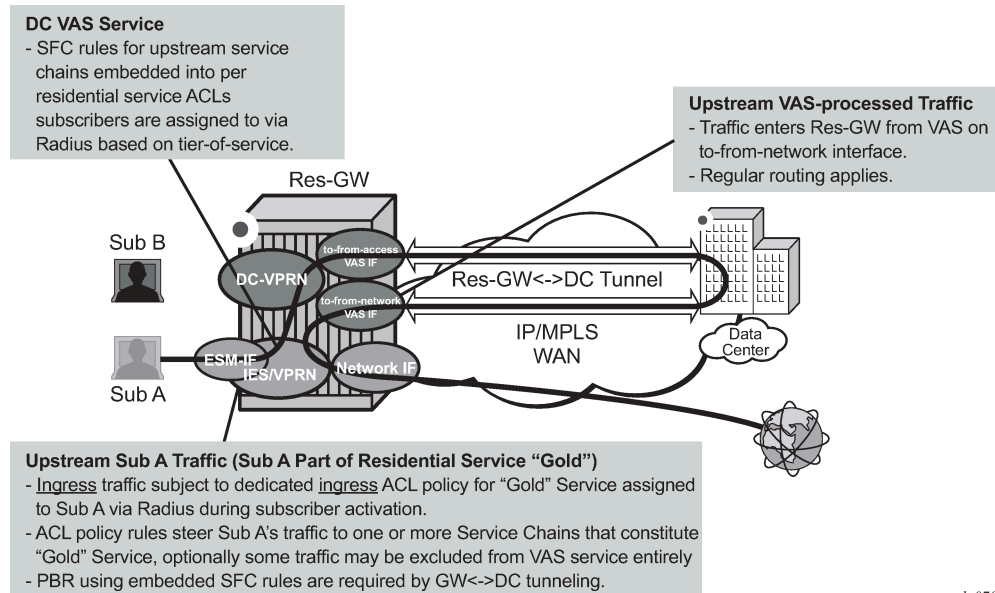 DC VAS Service
- SFC rules for upstream service
chains embedded into per
residential service ACLs
subscribers are assigned to via
Radius based on tier-of-service.
Upstream VAS-processed Traffic
- Traffic enters Res-GW from VAS on
to-from-network interface.
- Regular routing applies.
Res-GW
Sub B
DC-VPRN
to-from-access
VAS IF
to-from-network
VAS IF
Res-GW<->DC Tunnel
IP/MPLS
WAN
Data
Center
ESM-IF
IES/VPRN
Network IF
Sub A
Upstream Sub A Traffic (Sub A Part of Residential Service “Gold”)
- Ingress traffic subject to dedicated ingress ACL policy for “Gold” Service assigned
to Sub A via Radius during subscriber activation.
- ACL policy rules steer Sub A’s traffic to one or more Service Chains that constitute
“Gold” Service, optionally some traffic may be excluded from VAS service entirely
- PBR using embedded SFC rules are required by GW<->DC tunneling.